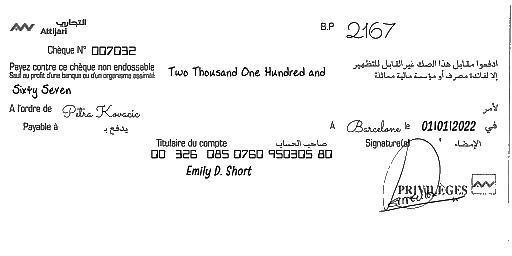 التجاري
Attijari
B.P 2167
Chèque N° 007032
Payez contre ce chèque non endossable
Sauf au profit d'une banque ou d'un organisme assimilé
ادفعوا مقابل هذا الصك غير القابل للتظهير
إلا لفائدة مصرف أو مؤسسة مالية مماثلة
Two Thousand One Hundred and
Sixty Seven
A l'ordre de Petra Kovacic لأمر
Payable à يدفع بـ
A Barcelone le 01/01/2022 في
Titulaire du compte صاحب الحساب
Signature(s) الإمضاء
00 326 085 0760 950305 80
Emily D. Short
PRIVILÈGES